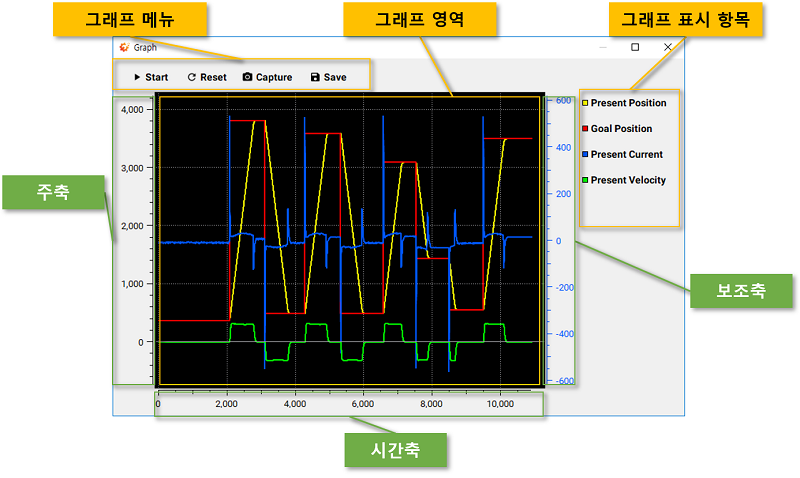 그래프 메뉴
그래프 영역
그래프 표시 항목
Graph
Start Reset Capture Save
Present Position
Goal Position
Present Current
Present Velocity
주축
4,000
3,000
2,000
1,000
0
600
400
200
0
-200
-400
-600
보조축
0 2,000 4,000 6,000 8,000 10,000
시간축